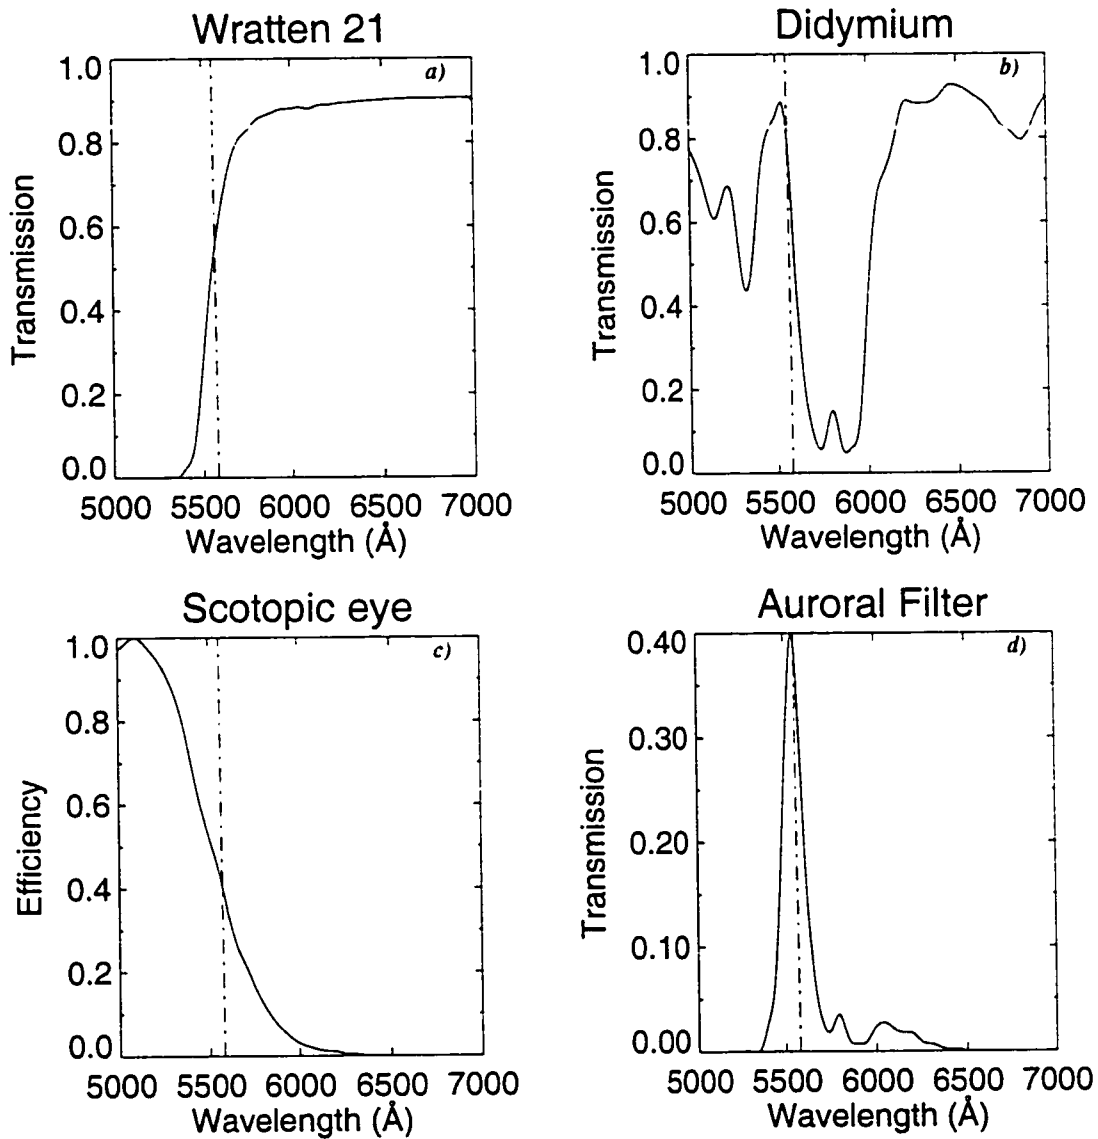 Wratten 21
a)
1.0
0.8
0.6
0.4
0.2
0.0
Transmission
5000 5500 6000 6500 7000
Wavelength (Å)
Didymium
b)
1.0
0.8
0.6
0.4
0.2
0.0
Transmission
5000 5500 6000 6500 7000
Wavelength (Å)
Scotopic eye
c)
1.0
0.8
0.6
0.4
0.2
0.0
Efficiency
5000 5500 6000 6500 7000
Wavelength (Å)
Auroral Filter
d)
0.40
0.30
0.20
0.10
0.00
Transmission
5000 5500 6000 6500 7000
Wavelength (Å)